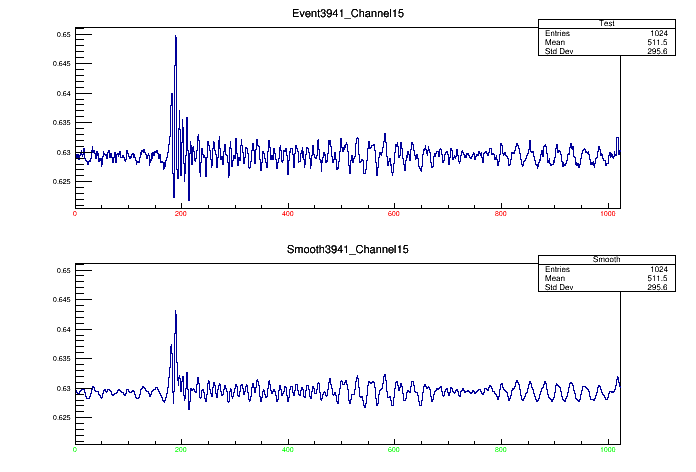 Event3941_Channel15
Test
Entries 1024
Mean 511.5
Std Dev 295.6
0.65
0.645
0.64
0.635
0.63
0.625
0 200 400 600 800 1000
Smooth3941_Channel15
Smooth
Entries 1024
Mean 511.5
Std Dev 295.6
0.65
0.645
0.64
0.635
0.63
0.625
0 200 400 600 800 1000